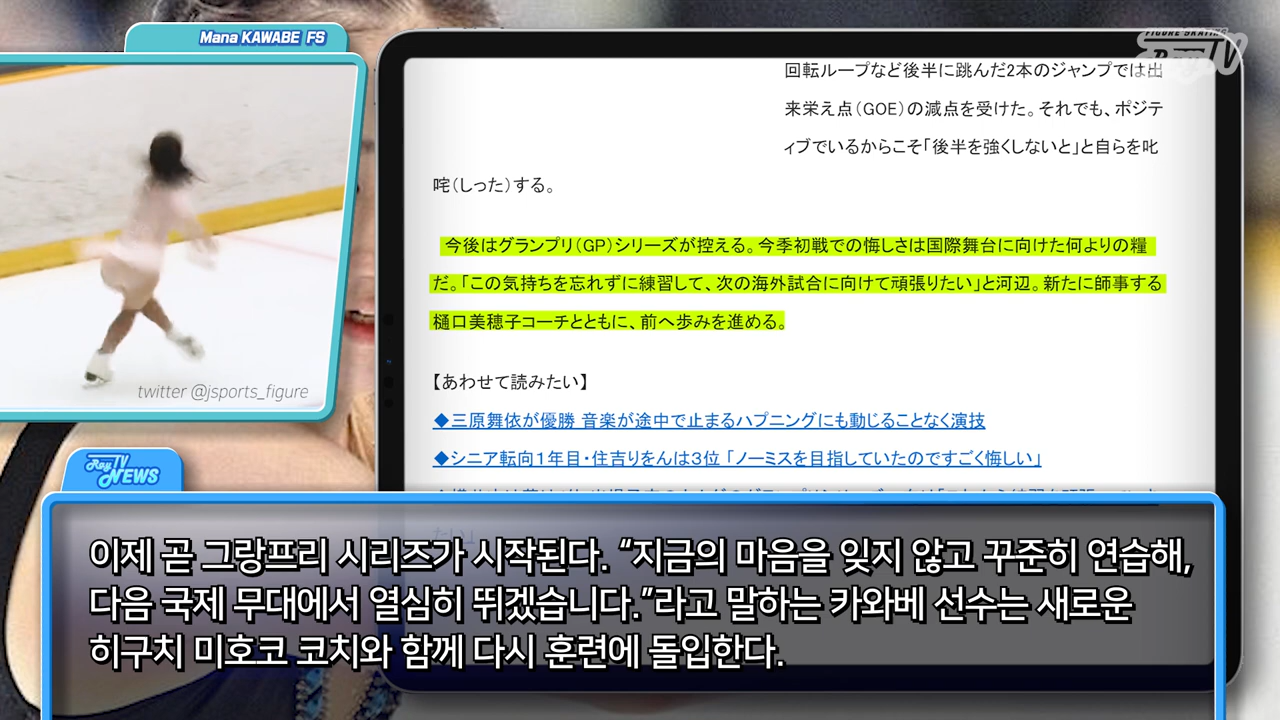 Mana KAWABE FS
FIGURE SKATING
RoyTV
回転ループなど後半に跳んだ2本のジャンプでは出
来栄え点(GOE)の減点を受けた。それでも、ポジテ
ィブでいるからこそ「後半を強くしないと」と自らを叱
咤(しった)する。
今後はグランプリ(GP)シリーズが控える。今季初戦での悔しさは国際舞台に向けた何よりの糧
だ。「この気持ちを忘れずに練習して、次の海外試合に向けて頑張りたい」と河辺。新たに師事する
樋口美穂子コーチとともに、前へ歩みを進める。
twitter @jsports_figure
【あわせて読みたい】
◆三原舞依が優勝 音楽が途中で止まるハプニングにも動じることなく演技
◆シニア転向1年目・住吉りをんは3位 「ノーミスを目指していたのですごく悔しい」
RoyTV
NEWS
이제 곧 그랑프리 시리즈가 시작된다. “지금의 마음을 잊지 않고 꾸준히 연습해,
다음 국제 무대에서 열심히 뛰겠습니다.”라고 말하는 카와베 선수는 새로운
히구치 미호코 코치와 함께 다시 훈련에 돌입한다.